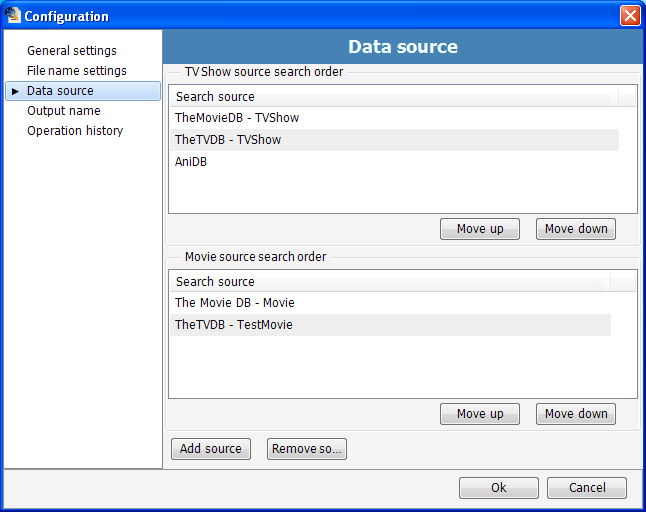 Configuration
General settings
File name settings
Data source
Output name
Operation history
Data source
TV Show source search order
Search source
TheMovieDB - TVShow
TheTVDB - TVShow
AniDB
Move up
Move down
Movie source search order
Search source
The Movie DB - Movie
TheTVDB - TestMovie
Move up
Move down
Add source
Remove so...
Ok
Cancel